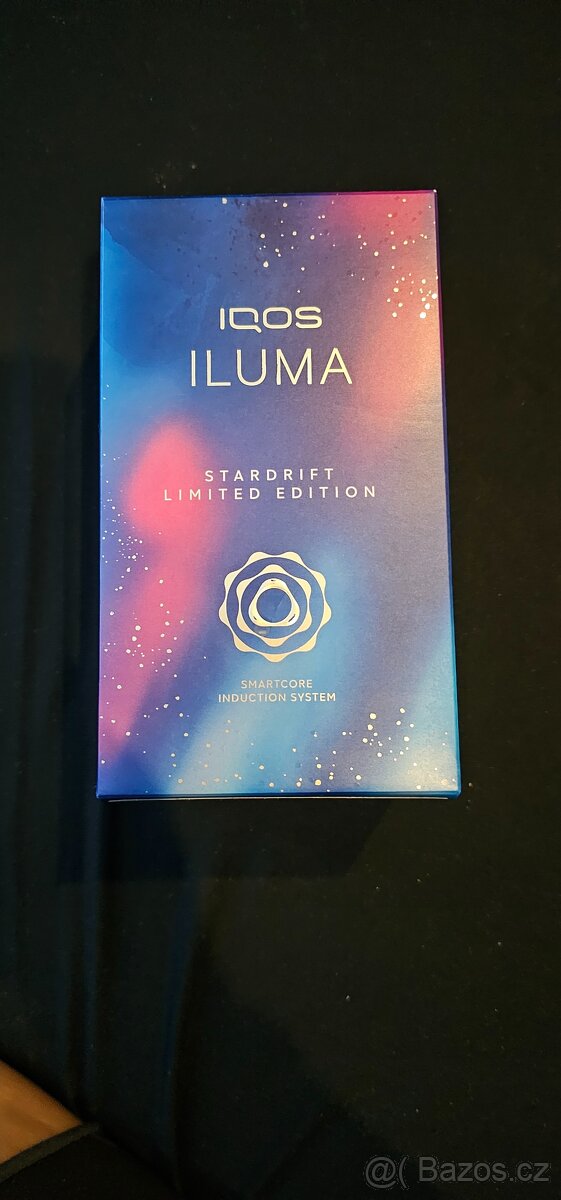 IQOS
ILUMA
STARDRIFT
LIMITED EDITION
SMARTCORE
INDUCTION SYSTEM
@( Bazos.cz